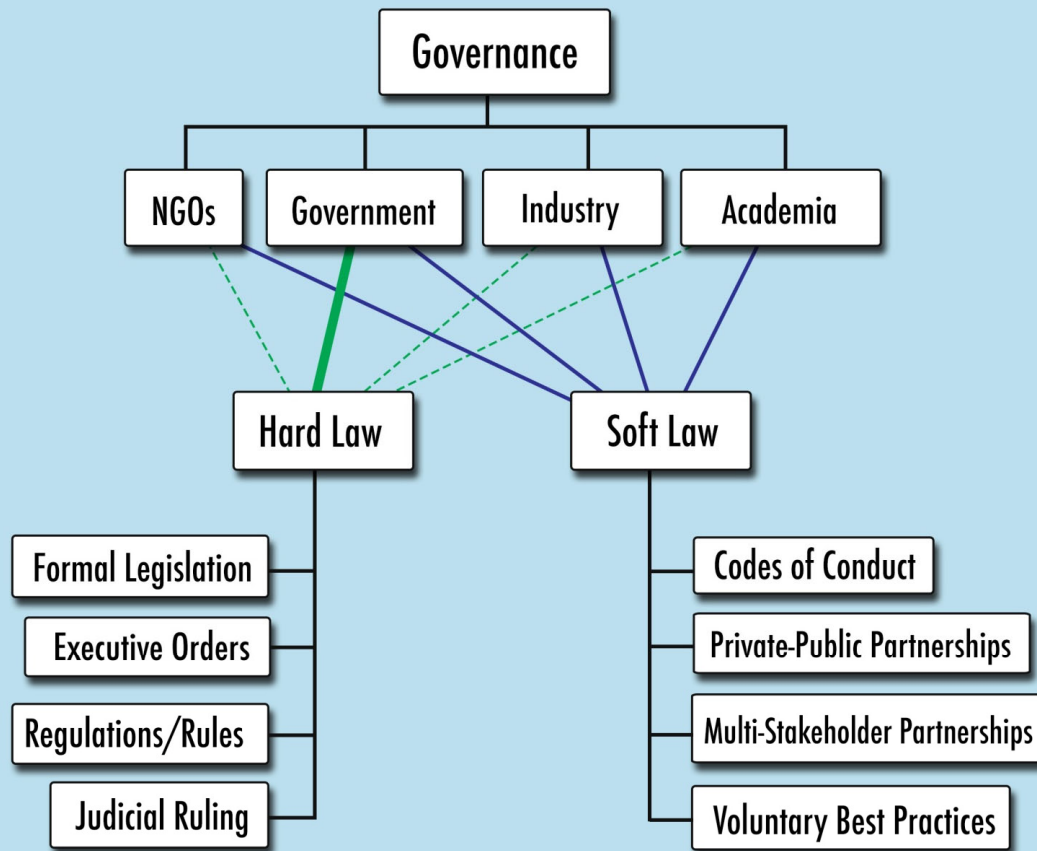 Governance
NGOs
Government
Industry
Academia
Hard Law
Soft Law
Formal Legislation
Executive Orders
Regulations/Rules
Judicial Ruling
Codes of Conduct
Private-Public Partnerships
Multi-Stakeholder Partnerships
Voluntary Best Practices